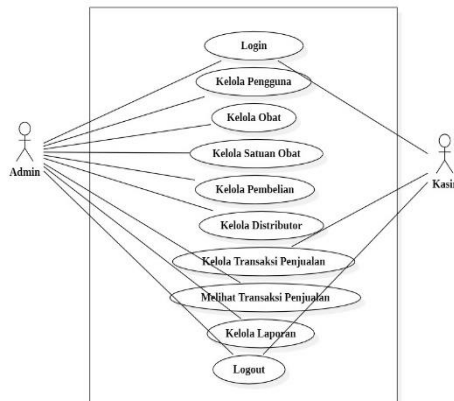 Login
Kelola Pengguna
Kelola Obat
Kelola Satuan Obat
Admin
Kasir
Kelola Pembelian
Kelola Distributor
Kelola Transaksi Penjualan
Melihat Transaksi Penjualan
Kelola Laporan
Logout